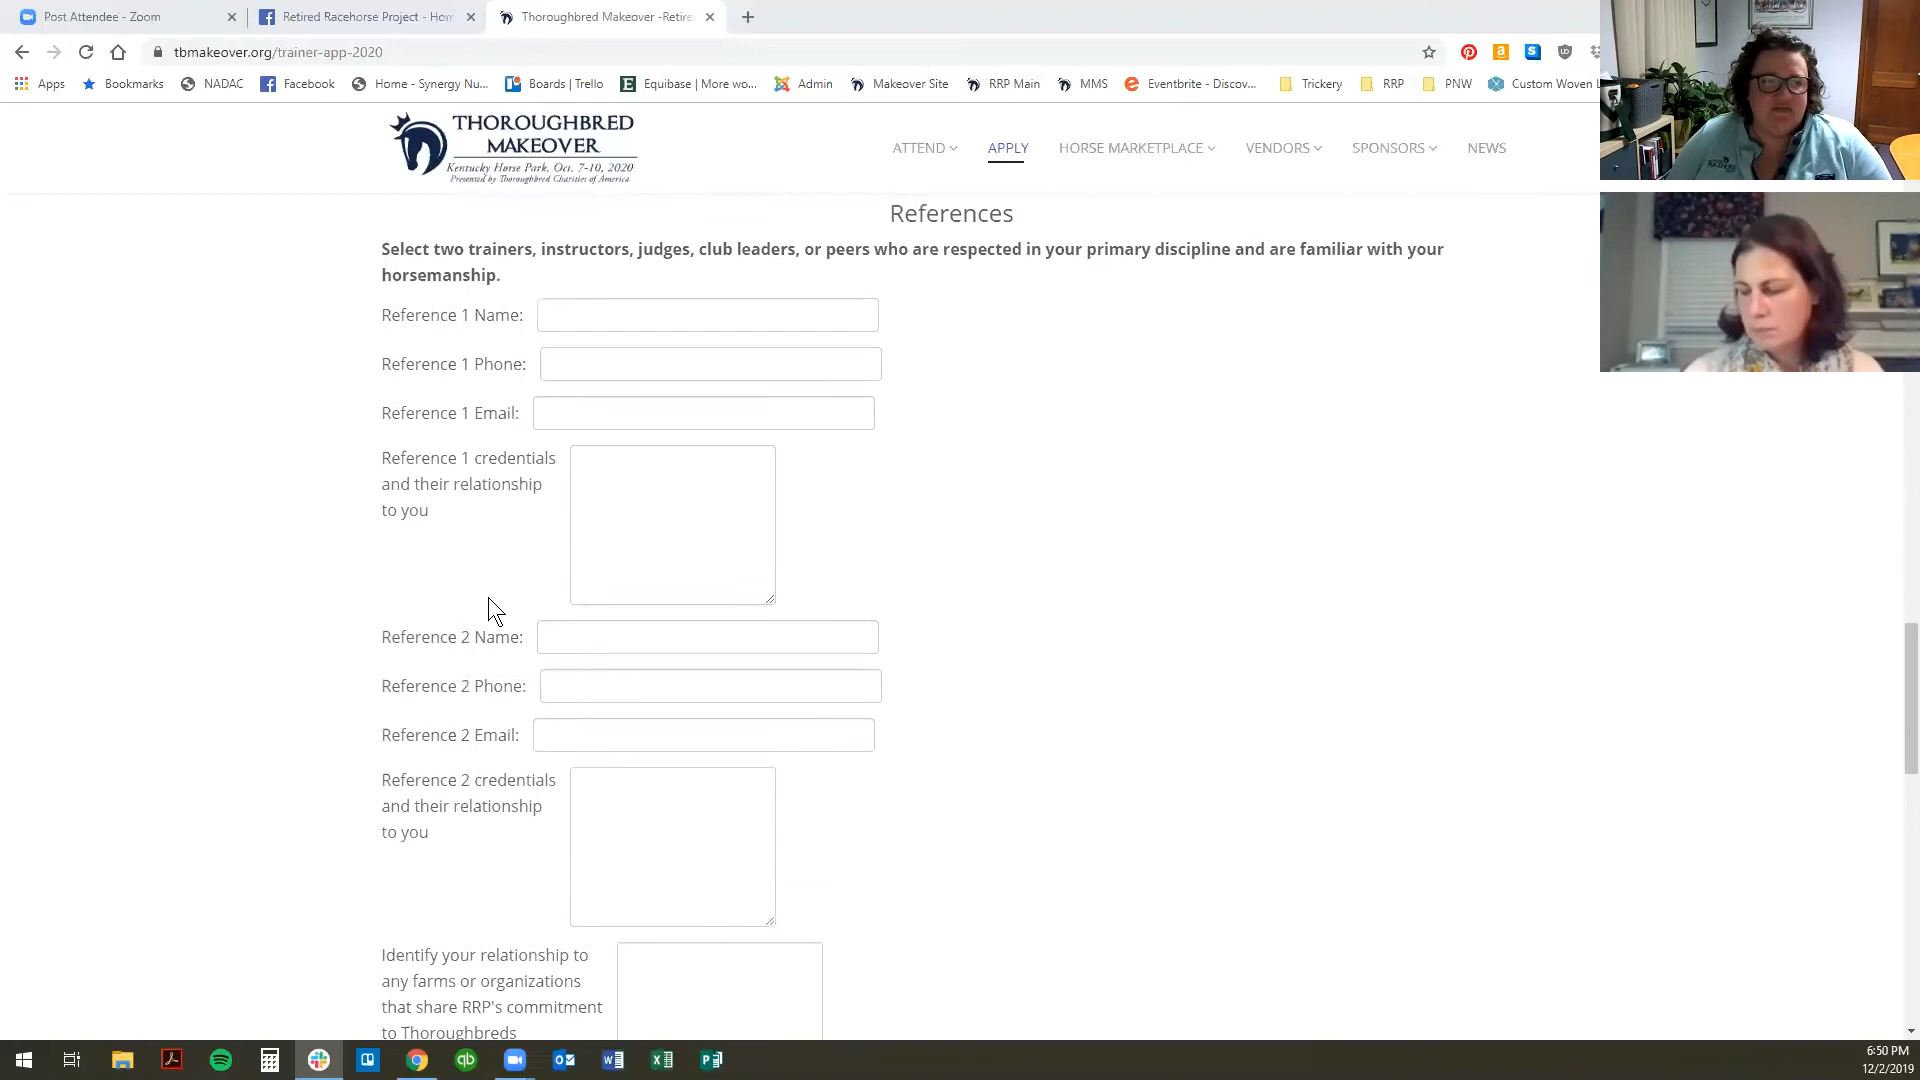 Post Attendee - Zoom
Retired Racehorse Project - Hom
Thoroughbred Makeover -Retire
tbmakeover.org/trainer-app-2020
Apps
Bookmarks
NADAC
Facebook
Home - Synergy Nu...
Boards | Trello
Equibase | More wo...
Admin
Makeover Site
RRP Main
MMS
Eventbrite - Discov...
Trickery
RRP
PNW
Custom Woven L
THOROUGHBRED
MAKEOVER
Kentucky Horse Park, Oct. 7-10, 2020
Presented by Thoroughbred Charities of America
ATTEND
APPLY
HORSE MARKETPLACE
VENDORS
SPONSORS
NEWS
References
Select two trainers, instructors, judges, club leaders, or peers who are respected in your primary discipline and are familiar with your
horsemanship.
Reference 1 Name:
Reference 1 Phone:
Reference 1 Email:
Reference 1 credentials
and their relationship
to you
Reference 2 Name:
Reference 2 Phone:
Reference 2 Email:
Reference 2 credentials
and their relationship
to you
Identify your relationship to
any farms or organizations
that share RRP's commitment
to Thoroughbreds
6:50 PM
12/2/2019